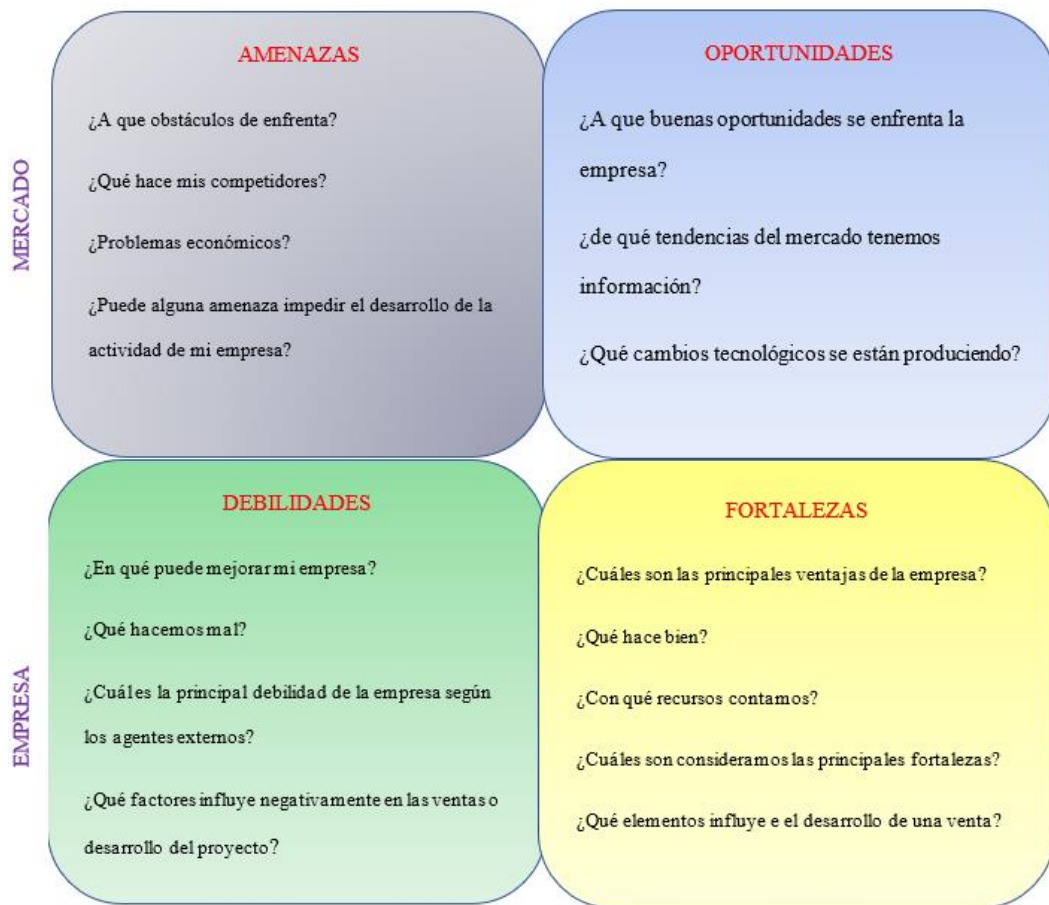 MERCADO
AMENAZAS
¿A que obstáculos de enfrenta?
¿Qué hace mis competidores?
¿Problemas económicos?
¿Puede alguna amenaza impedir el desarrollo de la
actividad de mi empresa?
OPORTUNIDADES
¿A que buenas oportunidades se enfrenta la
empresa?
¿de qué tendencias del mercado tenemos
información?
¿Qué cambios tecnológicos se están produciendo?
EMPRESA
DEBILIDADES
¿En qué puede mejorar mi empresa?
¿Qué hacemos mal?
¿Cuál es la principal debilidad de la empresa según
los agentes externos?
¿Qué factores influye negativamente en las ventas o
desarrollo del proyecto?
FORTALEZAS
¿Cuáles son las principales ventajas de la empresa?
¿Qué hace bien?
¿Con qué recursos contamos?
¿Cuáles son consideramos las principales fortalezas?
¿Qué elementos influye e el desarrollo de una venta?